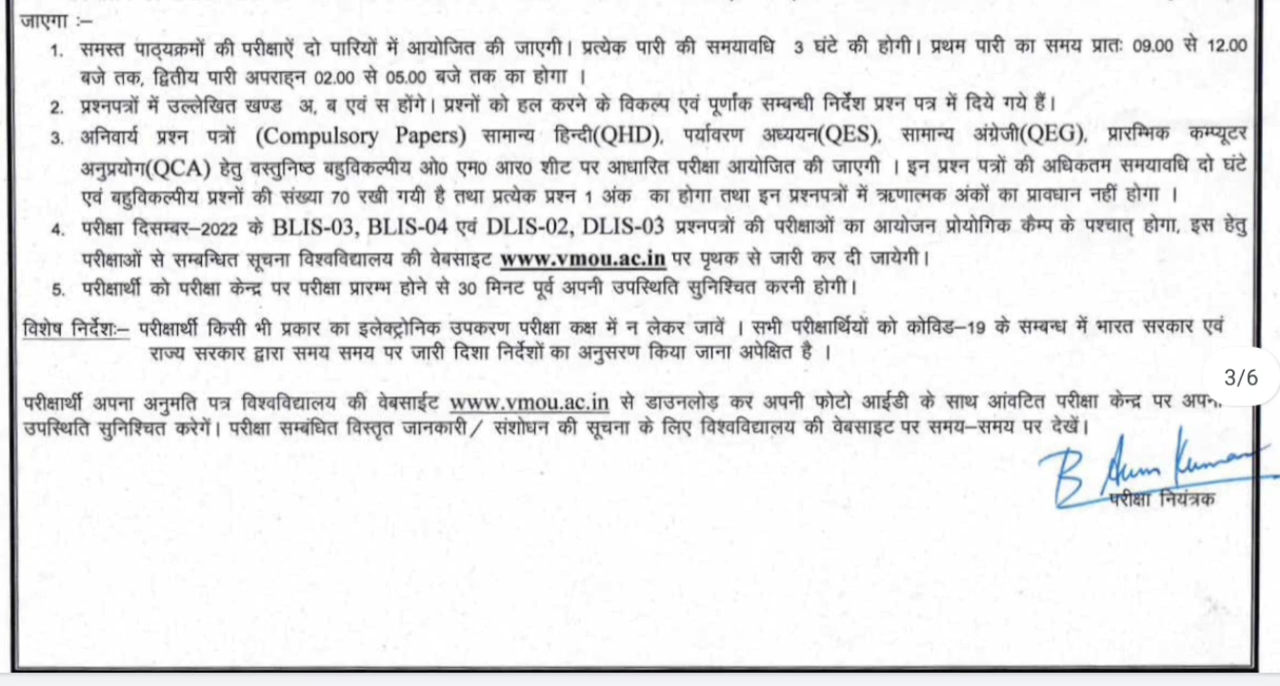 जाएगा :–
1. समस्त पाठ्यक्रमों की परीक्षाऐं दो पारियों में आयोजित की जाएगी। प्रत्येक पारी की समयावधि 3 घंटे की होगी। प्रथम पारी का समय प्रातः 09.00 से 12.00
बजे तक, द्वितीय पारी अपराह्न 02.00 से 05.00 बजे तक का होगा ।
2. प्रश्नपत्रों में उल्लेखित खण्ड अ, ब एवं स होंगे। प्रश्नों को हल करने के विकल्प एवं पूर्णांक सम्बन्धी निर्देश प्रश्न पत्र में दिये गये हैं।
3. अनिवार्य प्रश्न पत्रों (Compulsory Papers) सामान्य हिन्दी(QHD), पर्यावरण अध्ययन(QES), सामान्य अंग्रेजी(QEG), प्रारम्भिक कम्प्यूटर
अनुप्रयोग(QCA) हेतु वस्तुनिष्ठ बहुविकल्पीय ओ0 एम0 आर0 शीट पर आधारित परीक्षा आयोजित की जाएगी । इन प्रश्न पत्रों की अधिकतम समयावधि दो घंटे
एवं बहुविकल्पीय प्रश्नों की संख्या 70 रखी गयी है तथा प्रत्येक प्रश्न 1 अंक का होगा तथा इन प्रश्नपत्रों में ऋणात्मक अंकों का प्रावधान नहीं होगा ।
4. परीक्षा दिसम्बर–2022 के BLIS-03, BLIS-04 एवं DLIS-02, DLIS-03 प्रश्नपत्रों की परीक्षाओं का आयोजन प्रोयोगिक कैम्प के पश्चात् होगा, इस हेतु
परीक्षाओं से सम्बन्धित सूचना विश्वविद्यालय की वेबसाइट www.vmou.ac.in पर पृथक से जारी कर दी जायेगी।
5. परीक्षार्थी को परीक्षा केन्द्र पर परीक्षा प्रारम्भ होने से 30 मिनट पूर्व अपनी उपस्थिति सुनिश्चित करनी होगी।
विशेष निर्देशः– परीक्षार्थी किसी भी प्रकार का इलेक्ट्रोनिक उपकरण परीक्षा कक्ष में न लेकर जावें । सभी परीक्षार्थियों को कोविड–19 के सम्बन्ध में भारत सरकार एवं
राज्य सरकार द्वारा समय समय पर जारी दिशा निर्देशों का अनुसरण किया जाना अपेक्षित है ।
3/6
परीक्षार्थी अपना अनुमति पत्र विश्वविद्यालय की वेबसाईट www.vmou.ac.in से डाउनलोड़ कर अपनी फोटो आईडी के साथ आंवटित परीक्षा केन्द्र पर
उपस्थिति सुनिश्चित करेगें। परीक्षा सम्बंधित विस्तृत जानकारी/ संशोधन की सूचना के लिए विश्वविद्यालय की वेबसाइट पर समय–समय पर देखें।
B Arun Kumar
परीक्षा नियंत्रक